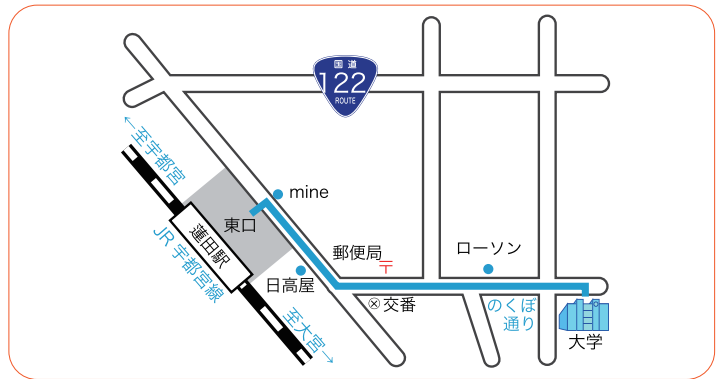 国道
122
ROUTE
←至宇都宮
mine
東口
蓮田駅
JR 宇都宮線
日高屋
郵便局
〒
ローソン
交番
のくぼ
通り
大学
至大宮→